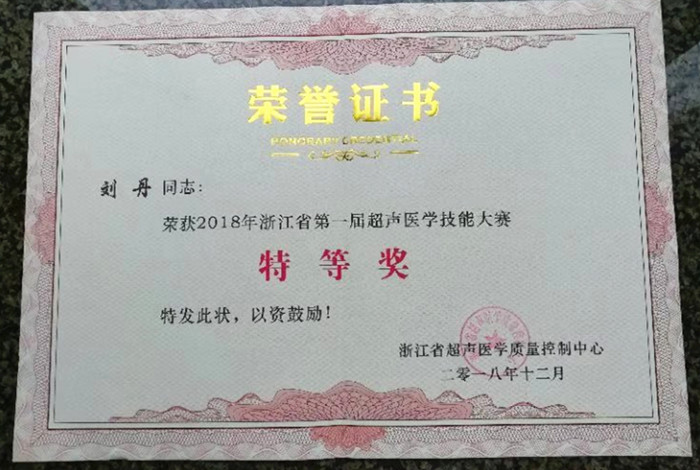 荣誉证书
HONORARY CREDENTIAL
刘丹同志：
荣获2018年浙江省第一届超声医学技能大赛
特等奖
特发此状，以资鼓励！
浙江省超声医学质量控制中心
二零一八年十二月